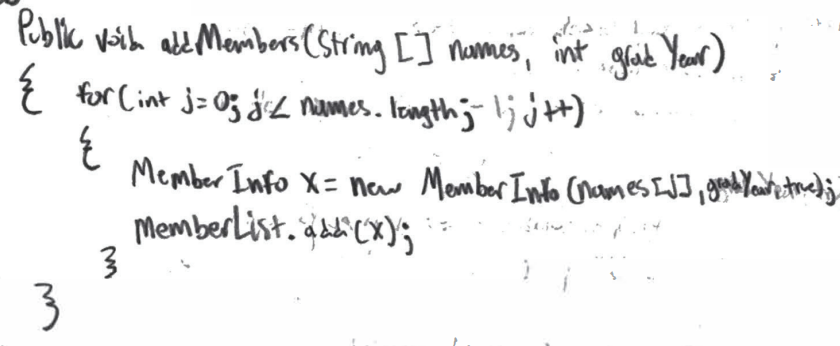 Public void addMembers(String [] names, int gradYear)
{ for(int j=0; j < names.length; j++)
{
MemberInfo x = new MemberInfo(names[J], gradYear, true);
memberList.add(x);
}
}